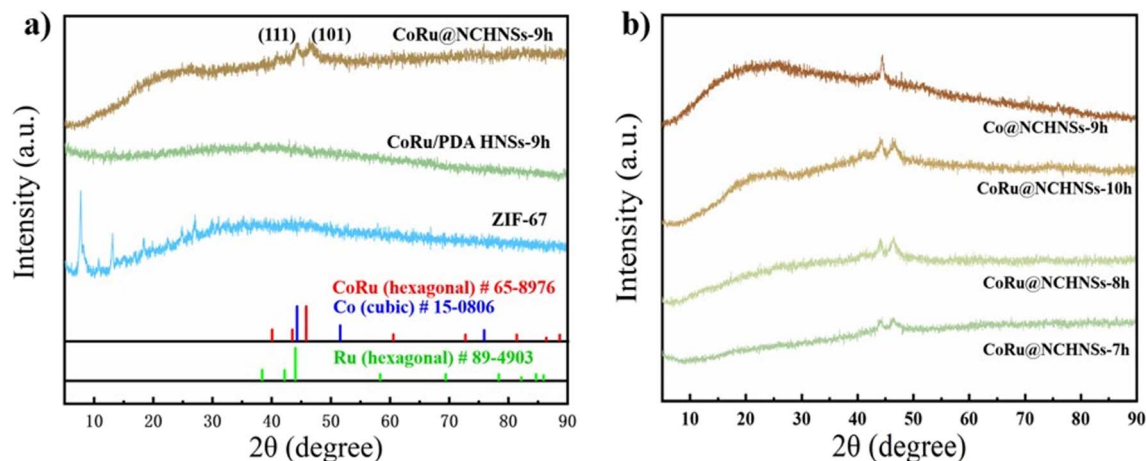 a)
(111)
(101)
CoRu@NCHNSs-9h
CoRu/PDA HNSs-9h
ZIF-67
CoRu (hexagonal) # 65-8976
Co (cubic) # 15-0806
Ru (hexagonal) # 89-4903
Intensity (a.u.)
10 20 30 40 50 60 70 80 90
2θ (degree)
b)
Co@NCHNSs-9h
CoRu@NCHNSs-10h
CoRu@NCHNSs-8h
CoRu@NCHNSs-7h
Intensity (a.u.)
10 20 30 40 50 60 70 80 90
2θ (degree)